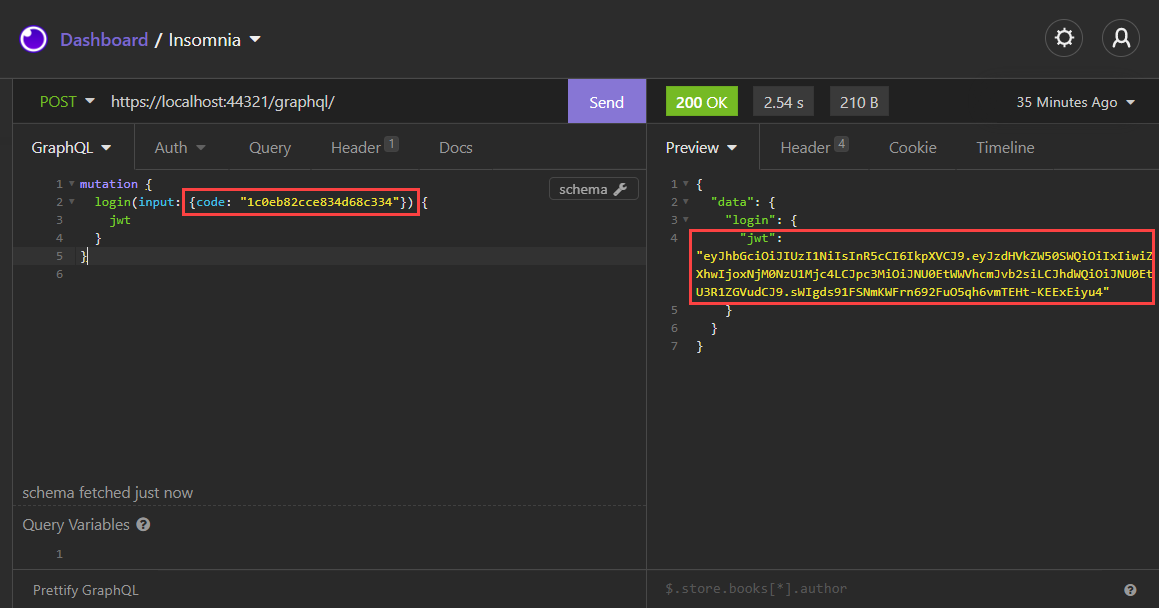 Dashboard / Insomnia
POST https://localhost:44321/graphql/ Send
200 OK 2.54 s 210 B 35 Minutes Ago
GraphQL Auth Query Header 1 Docs
Preview Header 4 Cookie Timeline
schema
1 mutation {
2 login(input: {code: "1c0eb82cce834d68c334"}) {
3 jwt
4 }
5 }
6
1 {
2 "data": {
3 "login": {
4 "jwt":
"eyJhbGciOiJIUzI1NiIsInR5cCI6IkpXVCJ9.eyJzdHVkZW50SWQiOiIxIiwiZ
XhwIjoxNjM0NzU1Mjc4LCJpc3MiOiJNU0EtWWVhcmJvb2siLCJhdWQiOiJNU0Et
U3R1ZGVudCJ9.sWIgds91FSNmKWFrn692FuO5qh6vmTEHt-KEExEiyu4"
5 }
6 }
7 }
schema fetched just now
Query Variables ?
1
Prettify GraphQL
$.store.books[*].author ?